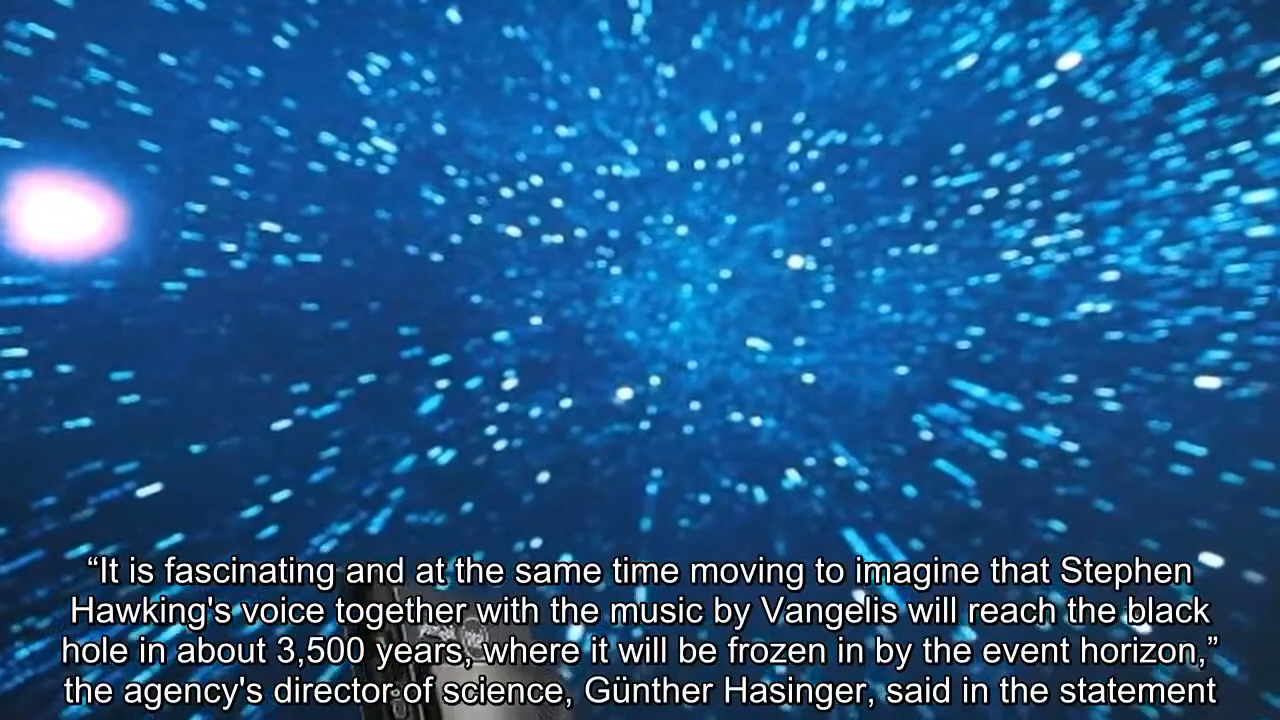 “It is fascinating and at the same time moving to imagine that Stephen
Hawking's voice together with the music by Vangelis will reach the black
hole in about 3,500 years, where it will be frozen in by the event horizon,”
the agency's director of science, Günther Hasinger, said in the statement